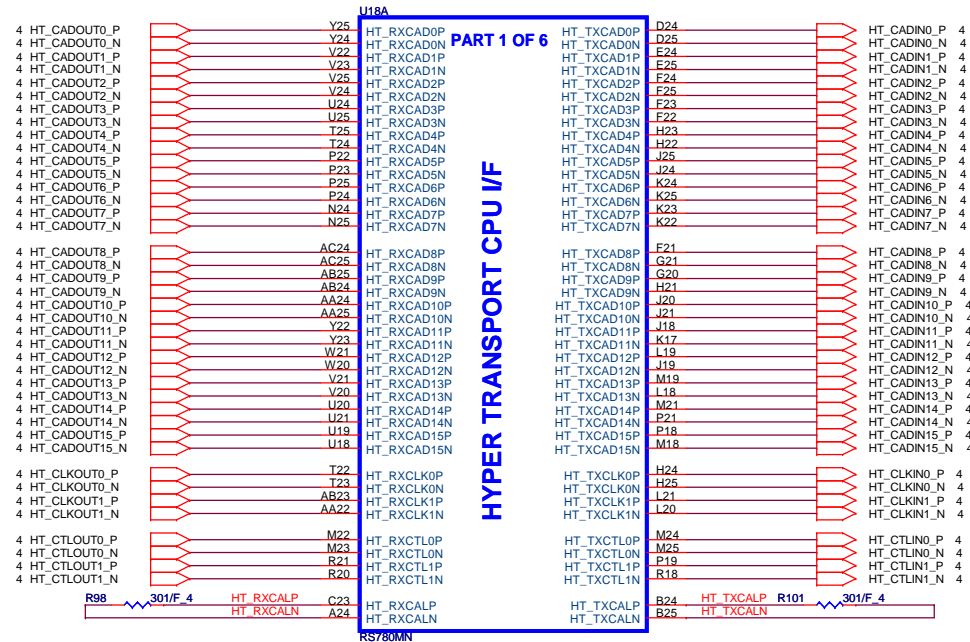 U18A
PART 1 OF 6
HYPER TRANSPORT CPU I/F
4 HT_CADOUT0_P Y25 HT_RXCAD0P HT_TXCAD0P D24 HT_CADIN0_P 4
4 HT_CADOUT0_N Y24 HT_RXCAD0N HT_TXCAD0N D25 HT_CADIN0_N 4
4 HT_CADOUT1_P V22 HT_RXCAD1P HT_TXCAD1P E24 HT_CADIN1_P 4
4 HT_CADOUT1_N V23 HT_RXCAD1N HT_TXCAD1N E25 HT_CADIN1_N 4
4 HT_CADOUT2_P V25 HT_RXCAD2P HT_TXCAD2P F24 HT_CADIN2_P 4
4 HT_CADOUT2_N V24 HT_RXCAD2N HT_TXCAD2N F25 HT_CADIN2_N 4
4 HT_CADOUT3_P U24 HT_RXCAD3P HT_TXCAD3P F23 HT_CADIN3_P 4
4 HT_CADOUT3_N U25 HT_RXCAD3N HT_TXCAD3N F22 HT_CADIN3_N 4
4 HT_CADOUT4_P T25 HT_RXCAD4P HT_TXCAD4P H23 HT_CADIN4_P 4
4 HT_CADOUT4_N T24 HT_RXCAD4N HT_TXCAD4N H22 HT_CADIN4_N 4
4 HT_CADOUT5_P P22 HT_RXCAD5P HT_TXCAD5P J25 HT_CADIN5_P 4
4 HT_CADOUT5_N P23 HT_RXCAD5N HT_TXCAD5N J24 HT_CADIN5_N 4
4 HT_CADOUT6_P P25 HT_RXCAD6P HT_TXCAD6P K24 HT_CADIN6_P 4
4 HT_CADOUT6_N P24 HT_RXCAD6N HT_TXCAD6N K25 HT_CADIN6_N 4
4 HT_CADOUT7_P N24 HT_RXCAD7P HT_TXCAD7P K23 HT_CADIN7_P 4
4 HT_CADOUT7_N N25 HT_RXCAD7N HT_TXCAD7N K22 HT_CADIN7_N 4
4 HT_CADOUT8_P AC24 HT_RXCAD8P HT_TXCAD8P F21 HT_CADIN8_P 4
4 HT_CADOUT8_N AC25 HT_RXCAD8N HT_TXCAD8N G21 HT_CADIN8_N 4
4 HT_CADOUT9_P AB25 HT_RXCAD9P HT_TXCAD9P G20 HT_CADIN9_P 4
4 HT_CADOUT9_N AB24 HT_RXCAD9N HT_TXCAD9N H21 HT_CADIN9_N 4
4 HT_CADOUT10_P AA24 HT_RXCAD10P HT_TXCAD10P J20 HT_CADIN10_P 4
4 HT_CADOUT10_N AA25 HT_RXCAD10N HT_TXCAD10N J21 HT_CADIN10_N 4
4 HT_CADOUT11_P Y22 HT_RXCAD11P HT_TXCAD11P J18 HT_CADIN11_P 4
4 HT_CADOUT11_N Y23 HT_RXCAD11N HT_TXCAD11N K17 HT_CADIN11_N 4
4 HT_CADOUT12_P W21 HT_RXCAD12P HT_TXCAD12P L19 HT_CADIN12_P 4
4 HT_CADOUT12_N W20 HT_RXCAD12N HT_TXCAD12N J19 HT_CADIN12_N 4
4 HT_CADOUT13_P V21 HT_RXCAD13P HT_TXCAD13P M19 HT_CADIN13_P 4
4 HT_CADOUT13_N V20 HT_RXCAD13N HT_TXCAD13N L18 HT_CADIN13_N 4
4 HT_CADOUT14_P U20 HT_RXCAD14P HT_TXCAD14P M21 HT_CADIN14_P 4
4 HT_CADOUT14_N U21 HT_RXCAD14N HT_TXCAD14N P21 HT_CADIN14_N 4
4 HT_CADOUT15_P U19 HT_RXCAD15P HT_TXCAD15P P18 HT_CADIN15_P 4
4 HT_CADOUT15_N U18 HT_RXCAD15N HT_TXCAD15N M18 HT_CADIN15_N 4
4 HT_CLKOUT0_P T22 HT_RXCLK0P HT_TXCLK0P H24 HT_CLKIN0_P 4
4 HT_CLKOUT0_N T23 HT_RXCLK0N HT_TXCLK0N H25 HT_CLKIN0_N 4
4 HT_CLKOUT1_P AB23 HT_RXCLK1P HT_TXCLK1P L21 HT_CLKIN1_P 4
4 HT_CLKOUT1_N AA22 HT_RXCLK1N HT_TXCLK1N L20 HT_CLKIN1_N 4
4 HT_CTLOUT0_P M22 HT_RXCTL0P HT_TXCTL0P M24 HT_CTLIN0_P 4
4 HT_CTLOUT0_N M23 HT_RXCTL0N HT_TXCTL0N M25 HT_CTLIN0_N 4
4 HT_CTLOUT1_P R21 HT_RXCTL1P HT_TXCTL1P P19 HT_CTLIN1_P 4
4 HT_CTLOUT1_N R20 HT_RXCTL1N HT_TXCTL1N R18 HT_CTLIN1_N 4
R98 301/F_4 HT_RXCALP C23 HT_RXCALP HT_TXCALP B24 HT_TXCALP R101 301/F_4
HT_RXCALN A24 HT_RXCALN HT_TXCALN B25 HT_TXCALN
RS780MN